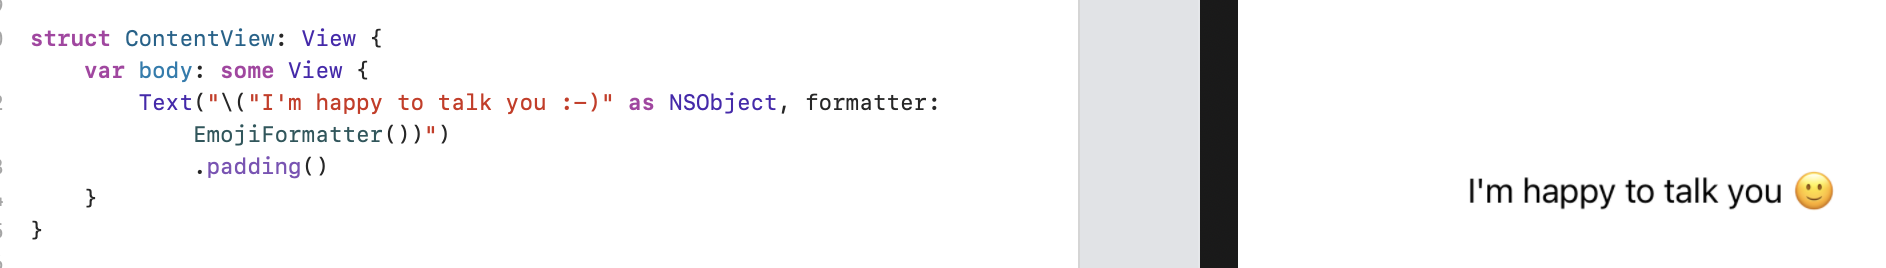 struct ContentView: View {
var body: some View {
Text("\("I'm happy to talk you :-)" as NSObject, formatter:
EmojiFormatter())")
.padding()
}
}
I'm happy to talk you 🙂